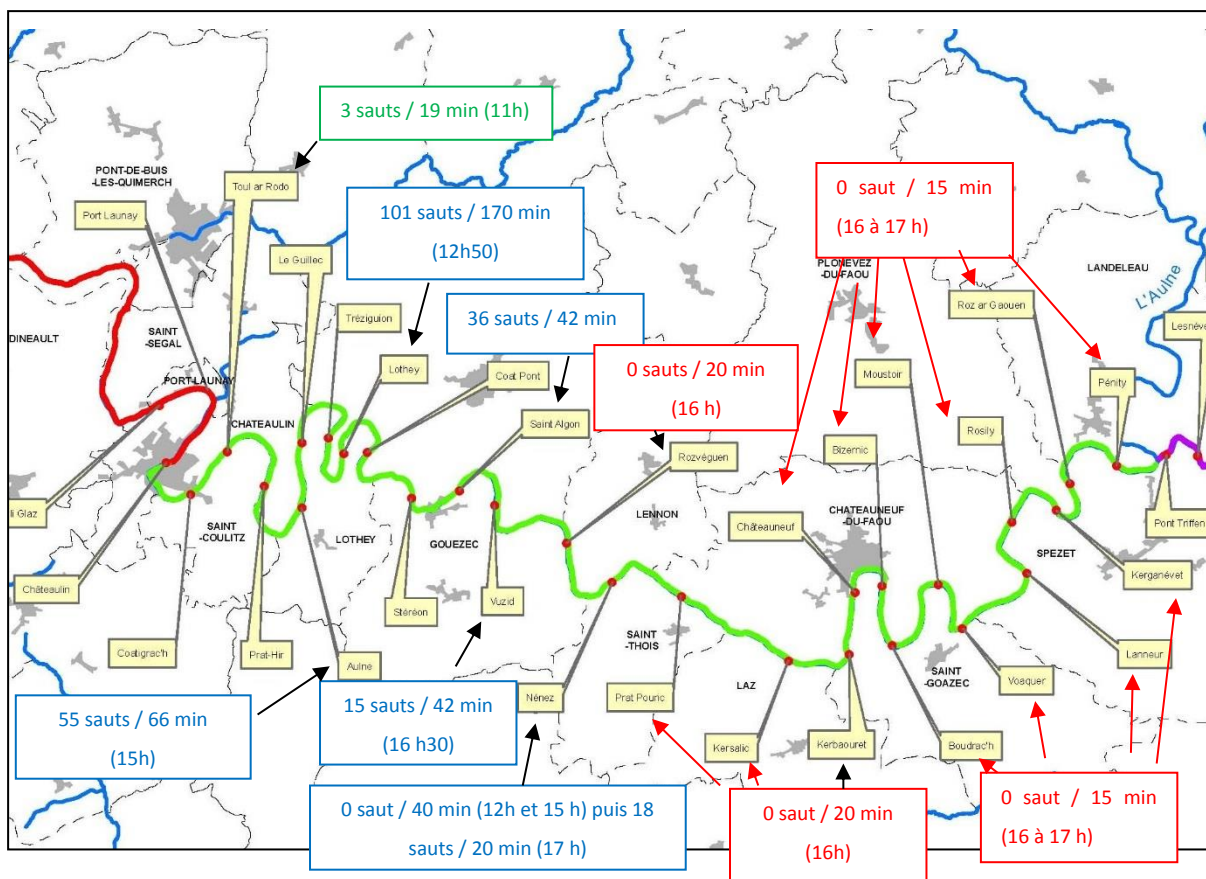 3 sauts / 19 min (11h)
PONT-DE-BUIS
-LES-QUIMERCH
Toul ar Rodo
101 sauts / 170 min
(12h50)
0 saut / 15 min
(16 à 17 h)
Port Launay
Le Guillec
PLONEVEZ
-DU-FAOU
LANDELEAU
L'Aulne
Roz ar Gaouen
Tréziguion
36 sauts / 42 min
Lesnéve
DINEAULT
SAINT
-SEGAL
0 sauts / 20 min
(16 h)
Lothey
Coat Pont
Moustoir
Pénity
PORT-LAUNAY
CHATEAULIN
Saint Algon
Rosily
Bizernic
Rozvéguen
li Glaz
SAINT
-COULITZ
LOTHEY
GOUEZEC
LENNON
Châteauneuf
CHATEAUNEUF
-DU-FAOU
Pont Triffen
SPEZET
Châteaulin
Kerganévet
Stéréon
Vuzid
SAINT
-THOIS
Coatigrac'h
Prat-Hir
Aulne
Lanneur
SAINT
-GOAZEC
Voaquer
LAZ
Nénez
Prat Pouric
55 sauts / 66 min
(15h)
15 sauts / 42 min
(16 h30)
Kersalic
Kerbaouret
Boudrac'h
0 saut / 40 min (12h et 15 h) puis 18
sauts / 20 min (17 h)
0 saut / 20 min
(16h)
0 saut / 15 min
(16 à 17 h)